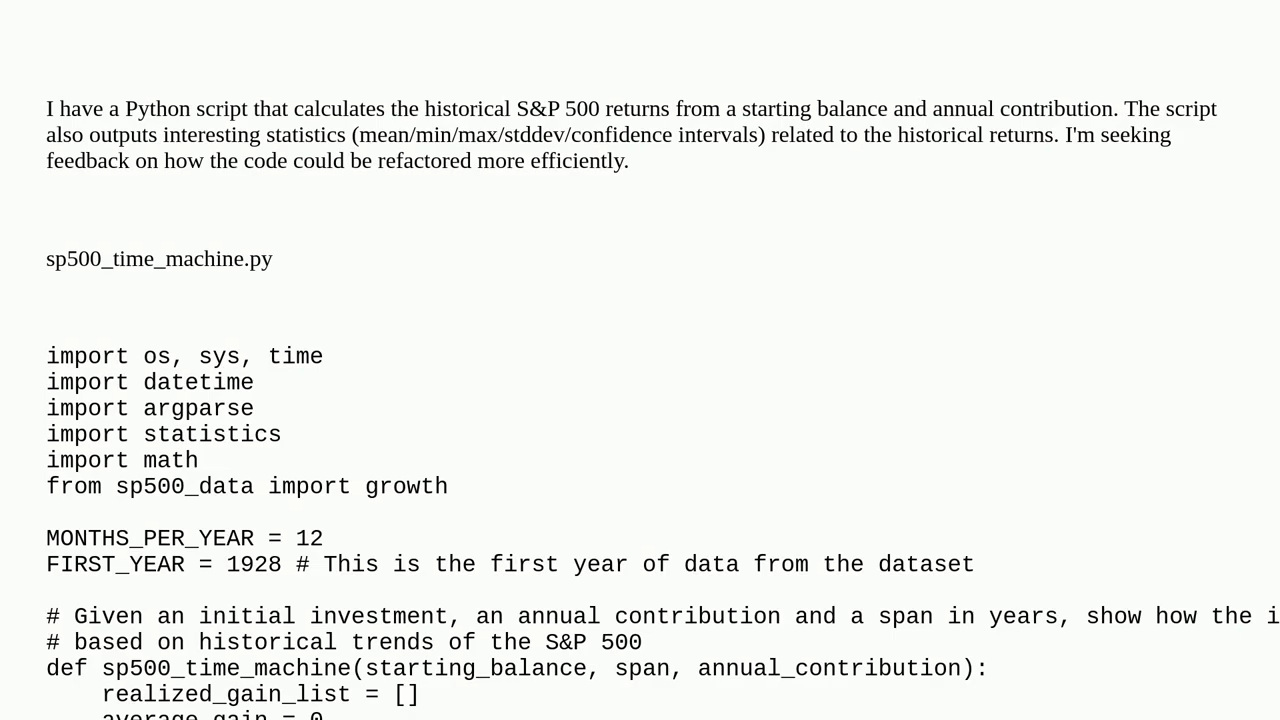 I have a Python script that calculates the historical S&P 500 returns from a starting balance and annual contribution. The script
also outputs interesting statistics (mean/min/max/stddev/confidence intervals) related to the historical returns. I'm seeking
feedback on how the code could be refactored more efficiently.
sp500_time_machine.py
import os, sys, time
import datetime
import argparse
import statistics
import math
from sp500_data import growth
MONTHS_PER_YEAR = 12
FIRST_YEAR = 1928 # This is the first year of data from the dataset
# Given an initial investment, an annual contribution and a span in years, show how the i
# based on historical trends of the S&P 500
def sp500_time_machine(starting_balance, span, annual_contribution):
    realized_gain_list = []
    average_gain = 0